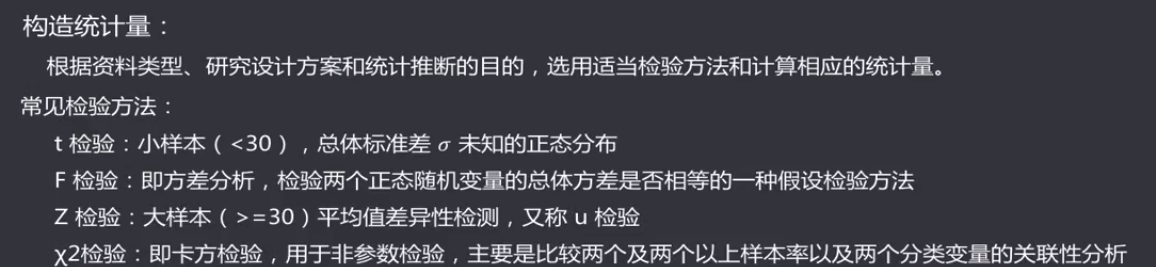 构造统计量：
根据资料类型、研究设计方案和统计推断的目的，选用适当检验方法和计算相应的统计量。
常见检验方法：
t 检验：小样本（<30），总体标准差 σ 未知的正态分布
F 检验：即方差分析，检验两个正态随机变量的总体方差是否相等的一种假设检验方法
Z 检验：大样本（>=30）平均值差异性检测，又称 u 检验
χ2检验：即卡方检验，用于非参数检验，主要是比较两个及两个以上样本率以及两个分类变量的关联性分析